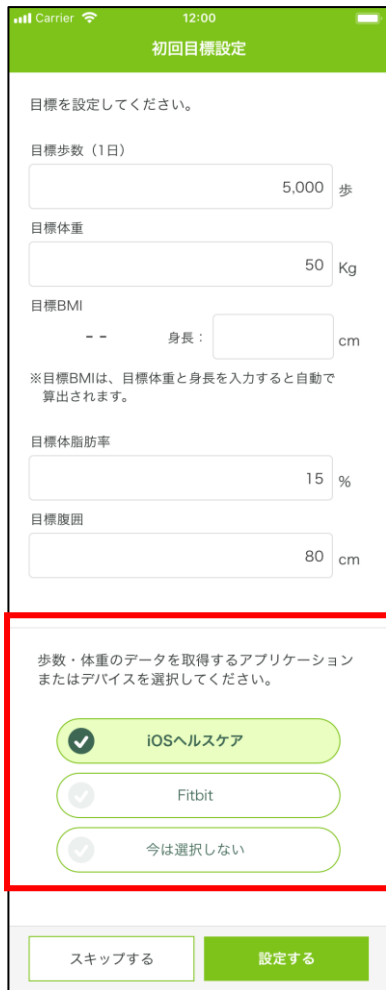 Carrier 12:00
初回目標設定
目標を設定してください。
目標歩数（1日）
5,000 歩
目標体重
50 Kg
目標BMI
-- 身長： cm
※目標BMIは、目標体重と身長を入力すると自動で
算出されます。
目標体脂肪率
15 %
目標腹囲
80 cm
歩数・体重のデータを取得するアプリケーション
またはデバイスを選択してください。
iOSヘルスケア
Fitbit
今は選択しない
スキップする 設定する